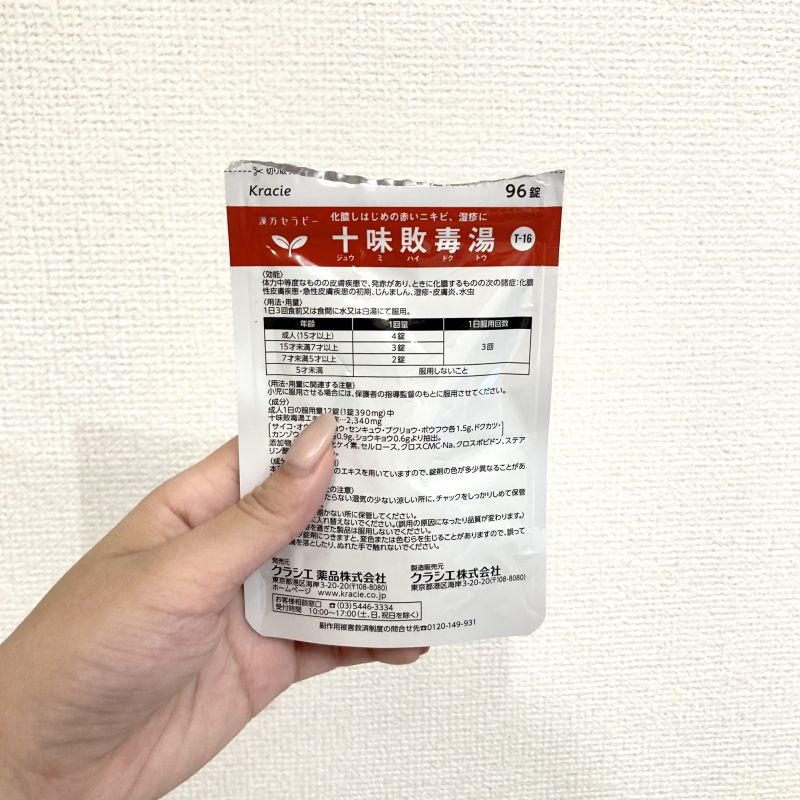 切り取
Kracie
96錠
漢方セラピー
化膿しはじめの赤いニキビ、湿疹に
十味敗毒湯
ジュウ ミ ハイ ドク トウ
T-16
〈効能〉
体力中等度なものの皮膚疾患で、発赤があり、ときに化膿するものの次の諸症:化膿
性皮膚疾患・急性皮膚疾患の初期、じんましん、湿疹・皮膚炎、水虫
〈用法・用量〉
1日3回食前又は食間に水又は白湯にて服用。
年齢 1回量 1日服用回数
成人(15才以上) 4錠
15才未満7才以上 3錠 3回
7才未満5才以上 2錠
5才未満 服用しないこと
〈用法・用量に関連する注意〉
小児に服用させる場合には、保護者の指導監督のもとに服用させてください。
〈成分〉
成人1日の服用量12錠(1錠390mg)中
十味敗毒湯エキ 末…2,340mg
サイコ・オウ ョウ・センキュウ・ブクリョウ・ボウフウ各1.5g、ドクカツ・
カンゾウ 各0.9g、ショウキョウ0.6gより抽出。
添加物 ケイ素、セルロース、クロスCMC-Na、クロスポビドン、ステア
リン酸
〈成分
本 のエキスを用いていますので、錠剤の色が多少異なることがあ
の注意〉
たらない湿気の少ない涼しい所に、チャックをしっかりしめて保管
届かない所に保管してください。
に入れ替えないでください。(誤用の原因になったり品質が変わります。)
を過ぎた製品は服用しないでください。
錠剤につきますと、変色または色むらを生じることがありますので、誤って
を落としたり、ぬれた手で触れないでください。
発売元
クラシエ 薬品株式会社
東京都港区海岸3-20-20(〒108-8080)
ホームページ www.kracie.co.jp
製造販売元
クラシエ株式会社
東京都港区海岸3-20-20(〒108-8080)
お客様相談窓口 ☎(03)5446-3334
受付時間 10:00〜17:00(土、日、祝日を除く)
副作用被害救済制度の問合せ先☎0120-149-931